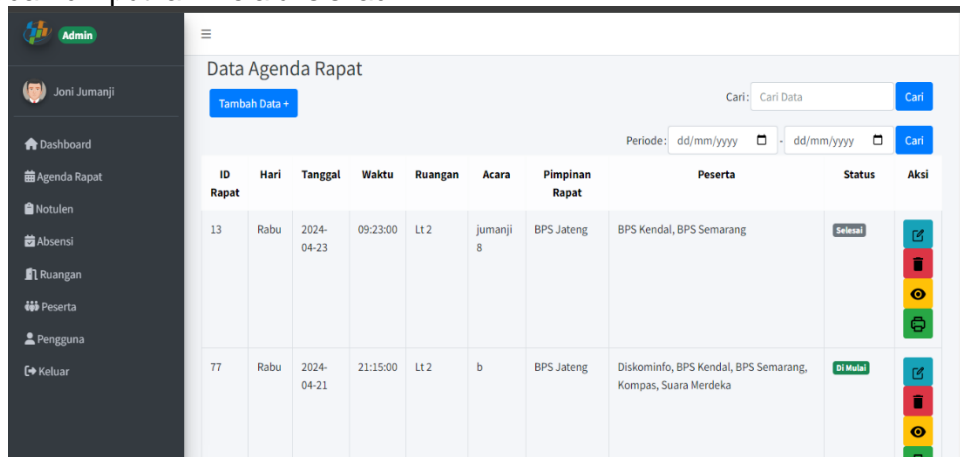 Admin
Joni Jumanji
Dashboard
Agenda Rapat
Notulen
Absensi
Ruangan
Peserta
Pengguna
Keluar
Data Agenda Rapat
Tambah Data +
Cari: Cari Data Cari
Periode: dd/mm/yyyy - dd/mm/yyyy Cari
ID Rapat Hari Tanggal Waktu Ruangan Acara Pimpinan Rapat Peserta Status Aksi
13 Rabu 2024-04-23 09:23:00 Lt 2 jumanji 8 BPS Jateng BPS Kendal, BPS Semarang Selesai
77 Rabu 2024-04-21 21:15:00 Lt 2 b BPS Jateng Diskominfo, BPS Kendal, BPS Semarang, Kompas, Suara Merdeka Di Mulai